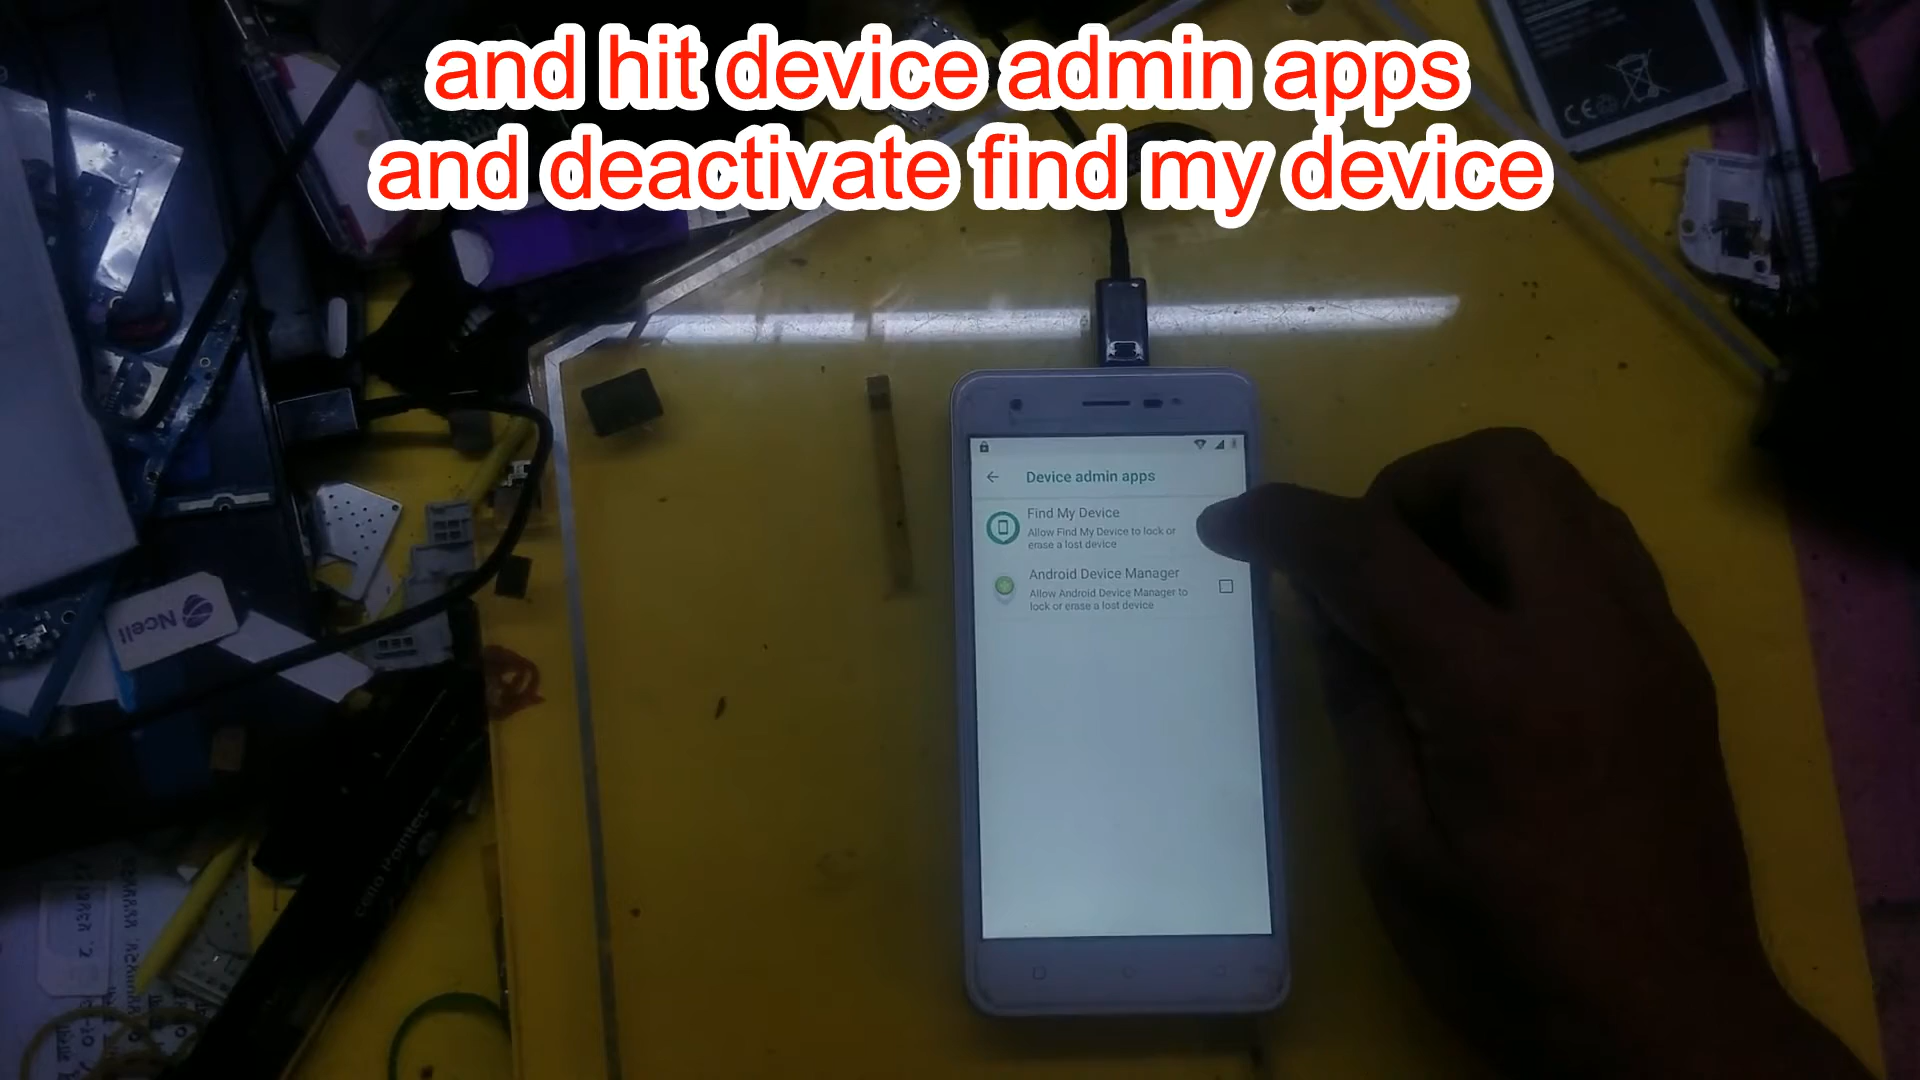 and hit device admin apps
and deactivate find my device
Device admin apps
Find My Device
Allow Find My Device to lock or
erase a lost device
Android Device Manager
Allow Android Device Manager to
lock or erase a lost device
Ncell
cello Pointec